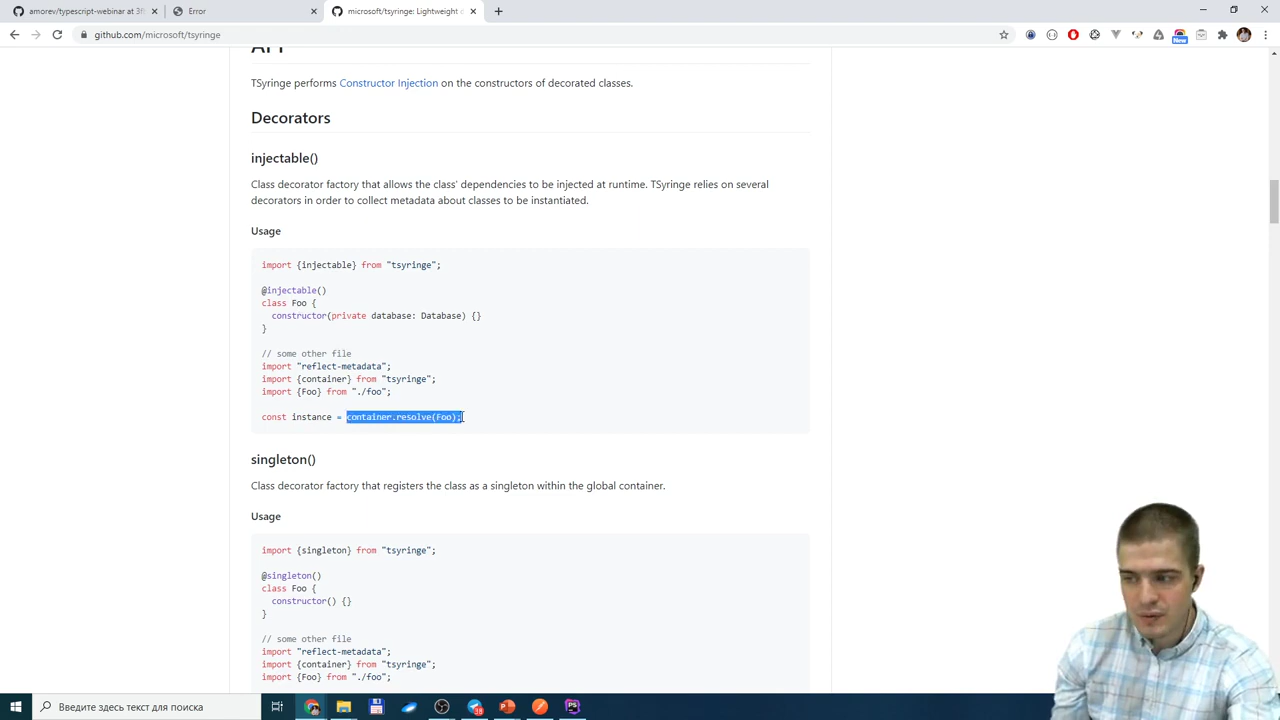 amorev/typescript-webinar at 3f
Error
microsoft/tsyringe: Lightweight
github.com/microsoft/tsyringe
New
API
TSyringe performs Constructor Injection on the constructors of decorated classes.
Decorators
injectable()
Class decorator factory that allows the class' dependencies to be injected at runtime. TSyringe relies on several
decorators in order to collect metadata about classes to be instantiated.
Usage
import {injectable} from "tsyringe";
@injectable()
class Foo {
constructor(private database: Database) {}
}
// some other file
import "reflect-metadata";
import {container} from "tsyringe";
import {Foo} from "./foo";
const instance = container.resolve(Foo);
singleton()
Class decorator factory that registers the class as a singleton within the global container.
Usage
import {singleton} from "tsyringe";
@singleton()
class Foo {
constructor() {}
}
// some other file
import "reflect-metadata";
import {container} from "tsyringe";
import {Foo} from "./foo";
Введите здесь текст для поиска